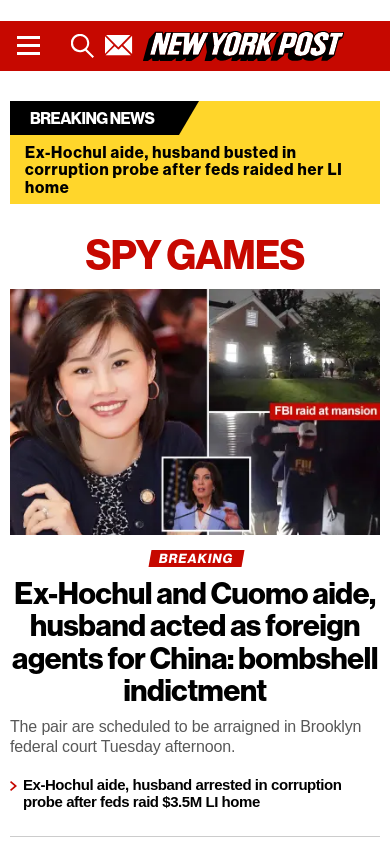 NEW YORK POST
BREAKING NEWS
Ex-Hochul aide, husband busted in
corruption probe after feds raided her LI
home
SPY GAMES
FBI raid at mansion
FBI
BREAKING
Ex-Hochul and Cuomo aide,
husband acted as foreign
agents for China: bombshell
indictment
The pair are scheduled to be arraigned in Brooklyn
federal court Tuesday afternoon.
Ex-Hochul aide, husband arrested in corruption
probe after feds raid $3.5M LI home